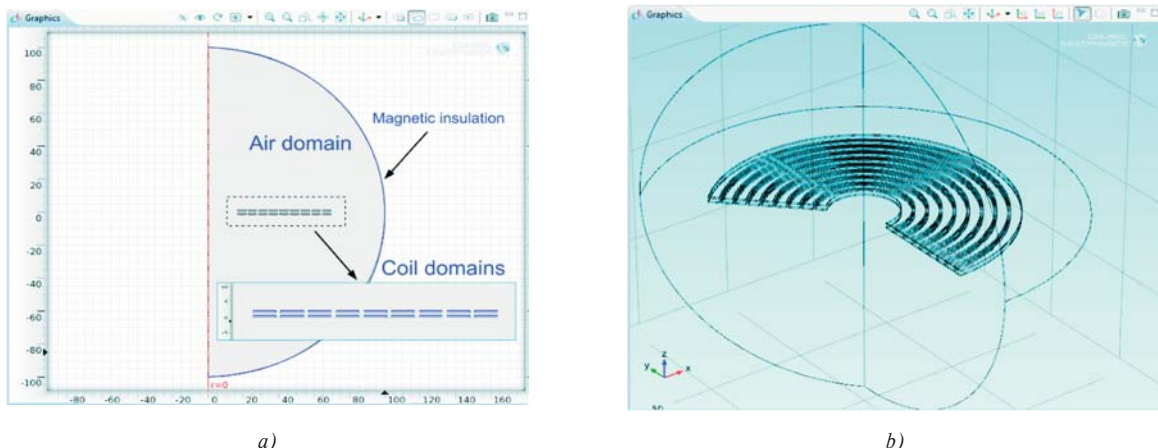 Graphics
100
80
60
40
20
0
-20
-40
-60
-80
-100
Magnetic insulation
Air domain
Coil domains
r=0
-80 -60 -40 -20 0 20 40 60 80 100 120 140 160
a)
Graphics
z
y x
b)